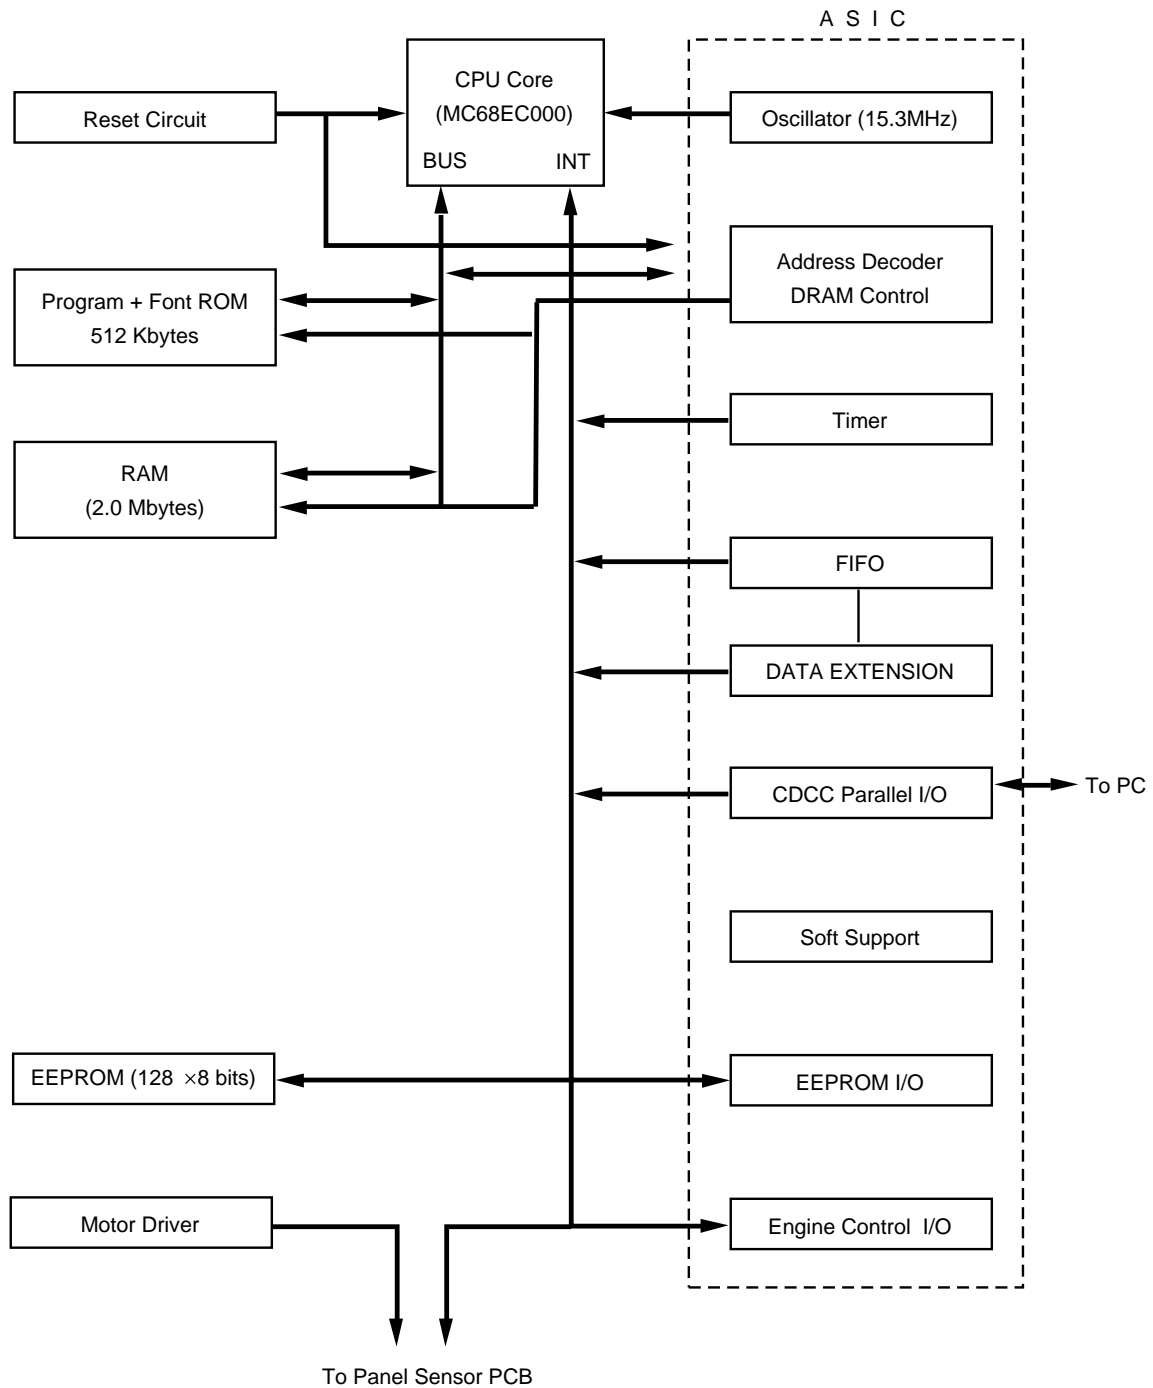 A S I C
CPU Core
(MC68EC000)
BUS INT
Reset Circuit
Oscillator (15.3MHz)
Address Decoder
DRAM Control
Program + Font ROM
512 Kbytes
Timer
RAM
(2.0 Mbytes)
FIFO
DATA EXTENSION
CDCC Parallel I/O
To PC
Soft Support
EEPROM (128 ×8 bits)
EEPROM I/O
Motor Driver
Engine Control I/O
To Panel Sensor PCB